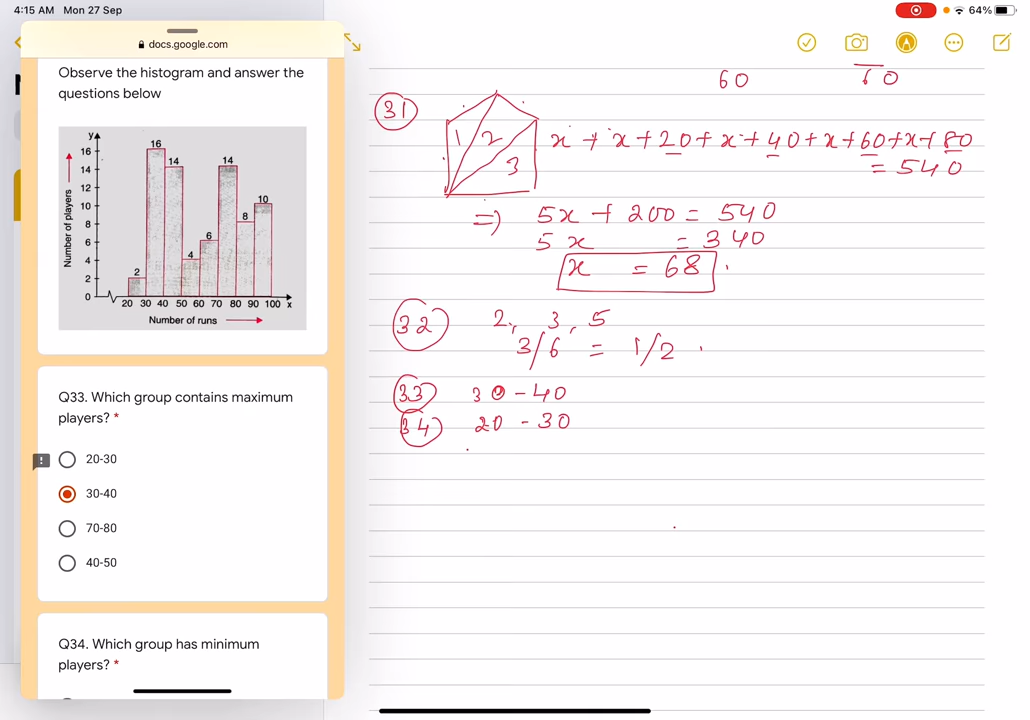 4:15 AM Mon 27 Sep
64%
docs.google.com
Observe the histogram and answer the
questions below
y
16
14
12
10
8
6
4
2
0
Number of players
2
16
14
4
6
14
8
10
20 30 40 50 60 70 80 90 100 x
Number of runs
Q33. Which group contains maximum
players? *
20-30
30-40
70-80
40-50
Q34. Which group has minimum
players? *
60 60
31
1 2 3
x + x + 20 + x + 40 + x + 60 + x + 80
= 540
=> 5x + 200 = 540
5x = 340
x = 68
32 2, 3, 5
3/6 = 1/2
33 30 - 40
34 20 - 30